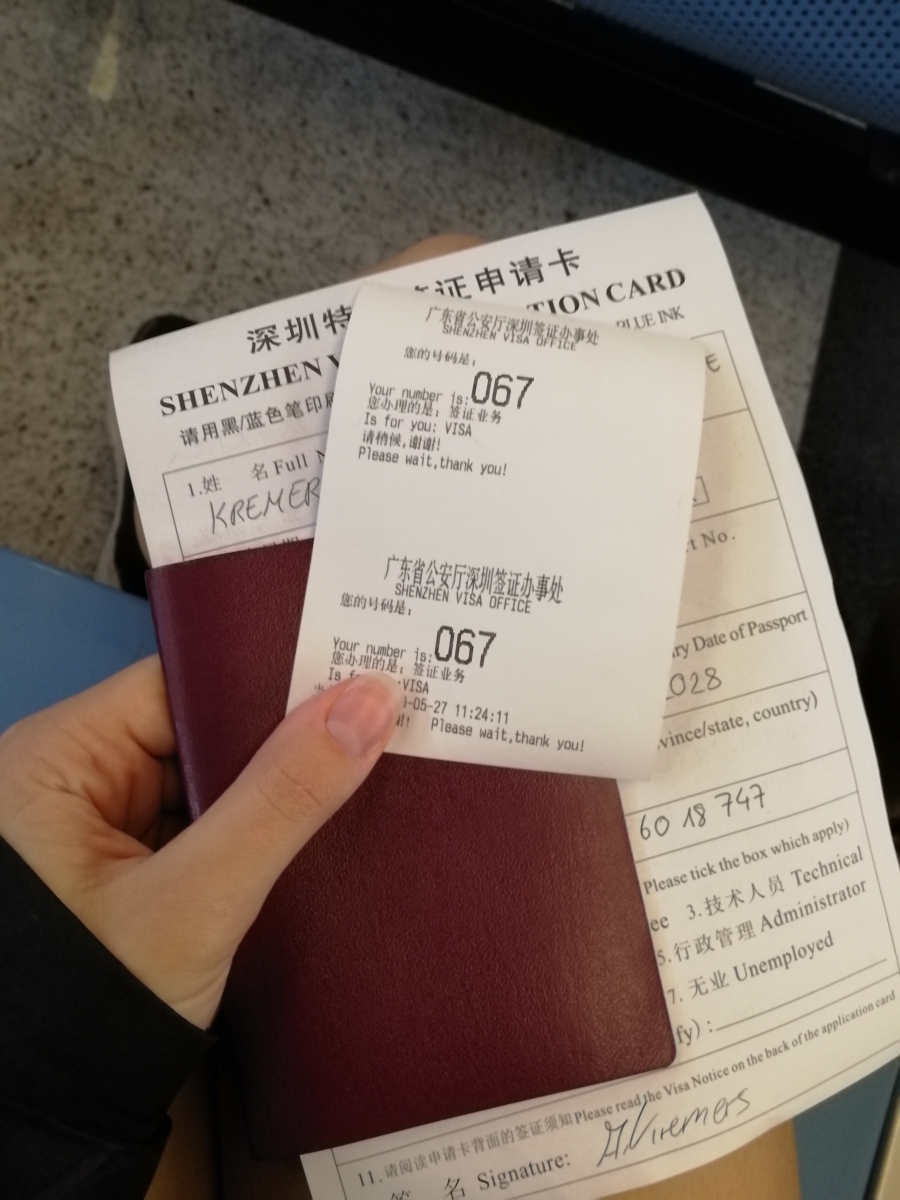 深圳特 签证申请卡
SHENZHEN V TION CARD
请用黑/蓝色笔印刷 BLUE INK
1.姓 名 Full N
KREMER E
广东省公安厅深圳签证办事处
SHENZHEN VISA OFFICE
您的号码是:
Your number is:067
您办理的是: 签证业务
Is for you: VISA
请稍候,谢谢!
Please wait,thank you!
广东省公安厅深圳签证办事处
SHENZHEN VISA OFFICE
您的号码是:
Your number is:067
您办理的是: 签证业务
Is f :VISA
-05-27 11:24:11
! Please wait,thank you!
rt No.
ry Date of Passport
2028
vince/state, country)
60 18 747
Please tick the box which apply)
ee 3.技术人员 Technical
5.行政管理 Administrator
7. 无业 Unemployed
fy) :
11.请阅读申请卡背面的签证须知 Please read the Visa Notice on the back of the application card
签 名 Signature: Kremers